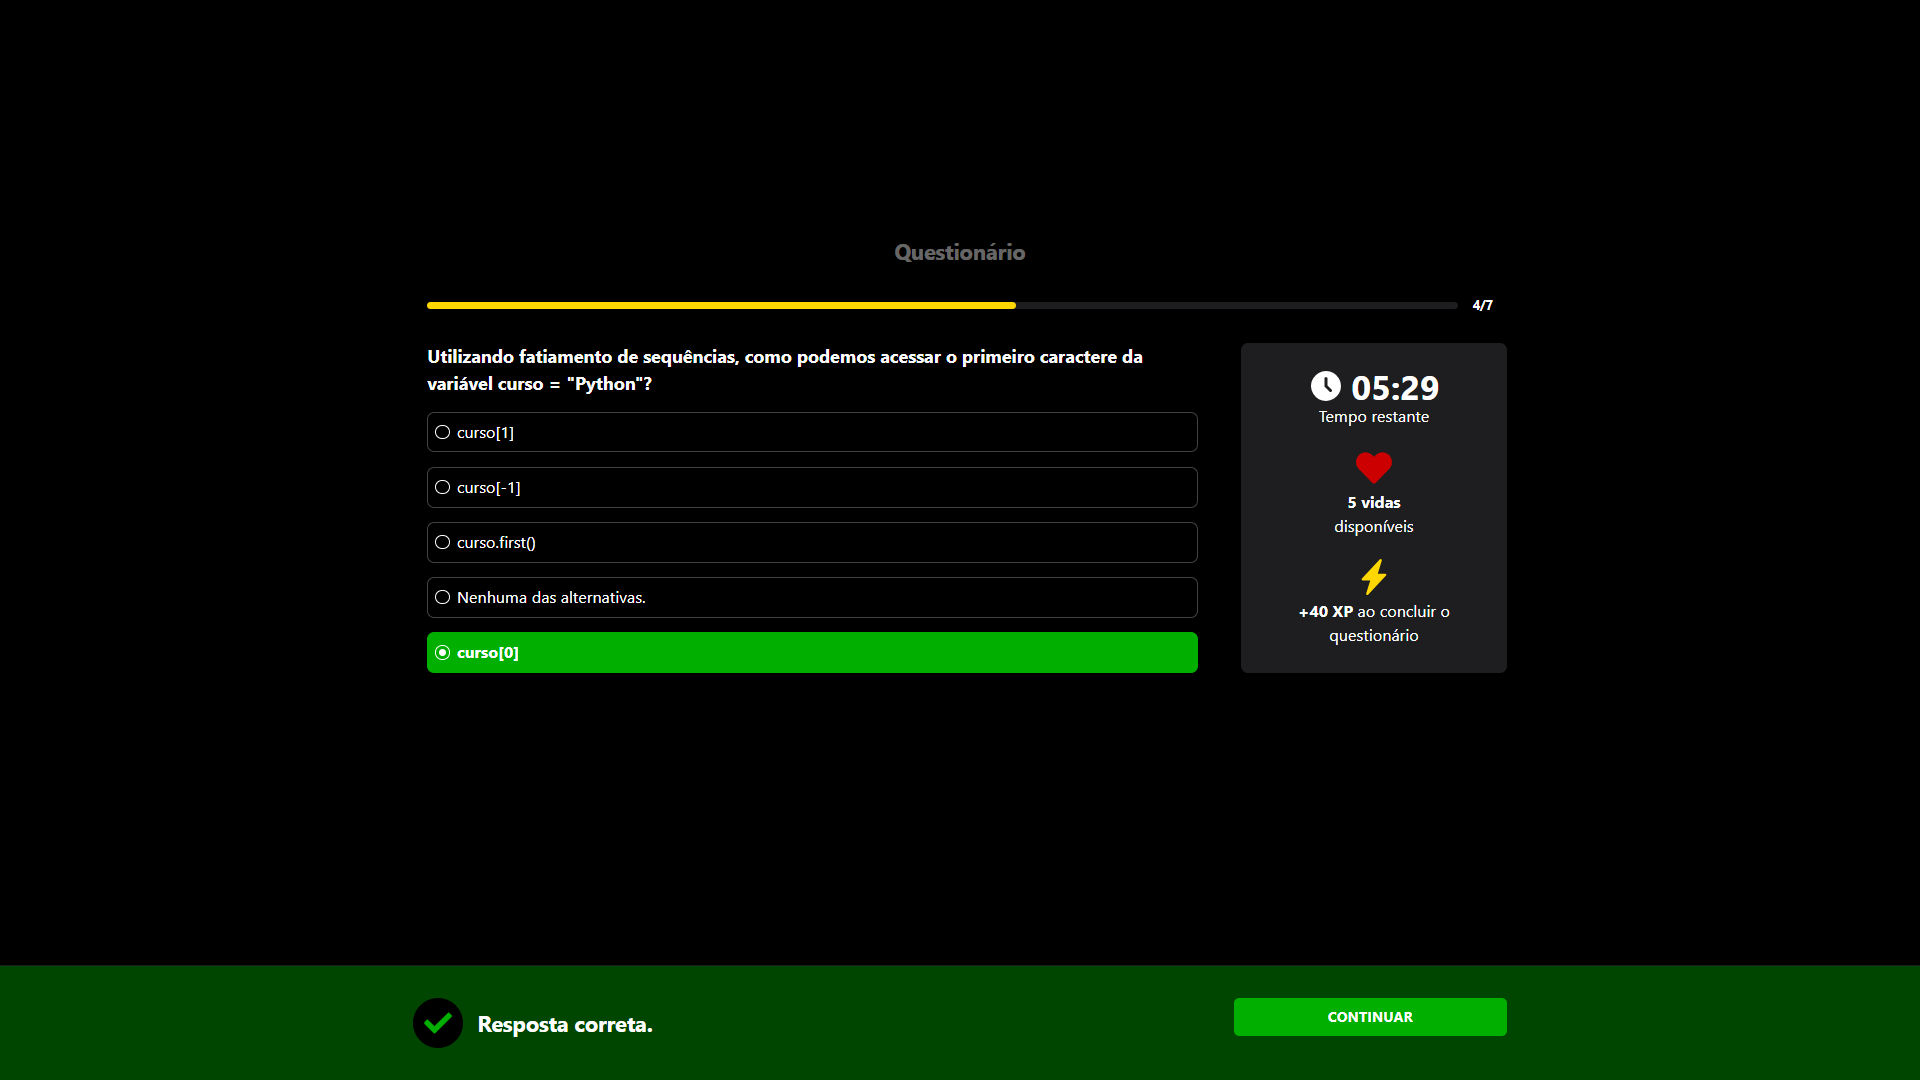 Questionário
4/7
Utilizando fatiamento de sequências, como podemos acessar o primeiro caractere da
variável curso = "Python"?
curso[1]
curso[-1]
curso.first()
Nenhuma das alternativas.
curso[0]
05:29
Tempo restante
5 vidas
disponíveis
+40 XP ao concluir o
questionário
Resposta correta.
CONTINUAR